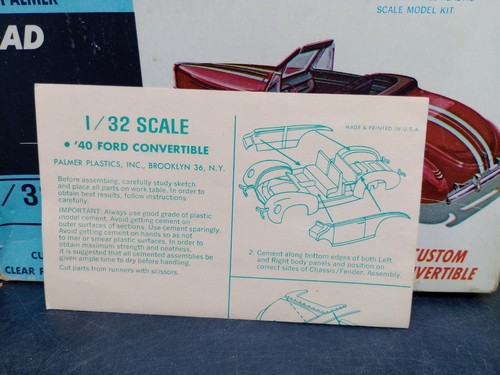 PALMER
AD
SCALE MODEL KIT
1/32 SCALE
• '40 FORD CONVERTIBLE
PALMER PLASTICS, INC., BROOKLYN 36, N.Y.
Before assembling, carefully study sketch
and place all parts on work table. In order to
obtain best results, follow instructions
carefully.
IMPORTANT: Always use good grade of plastic
model cement. Avoid getting cement on
outer surfaces of sections. Use cement sparingly.
Avoid getting cement on hands so as not
to mar or smear plastic surfaces. In order to
obtain maximum strength and neatness,
it is suggested that all cemented assemblies be
given ample time to dry before handling.
Cut parts from runners with scissors.
MADE & PRINTED IN U.S.A.
2. Cement along bottom edges of both Left
and Right body panels and position on
correct sides of Chassis/Fender Assembly.
/3
CU
CLEAR
CUSTOM
VERTIBLE